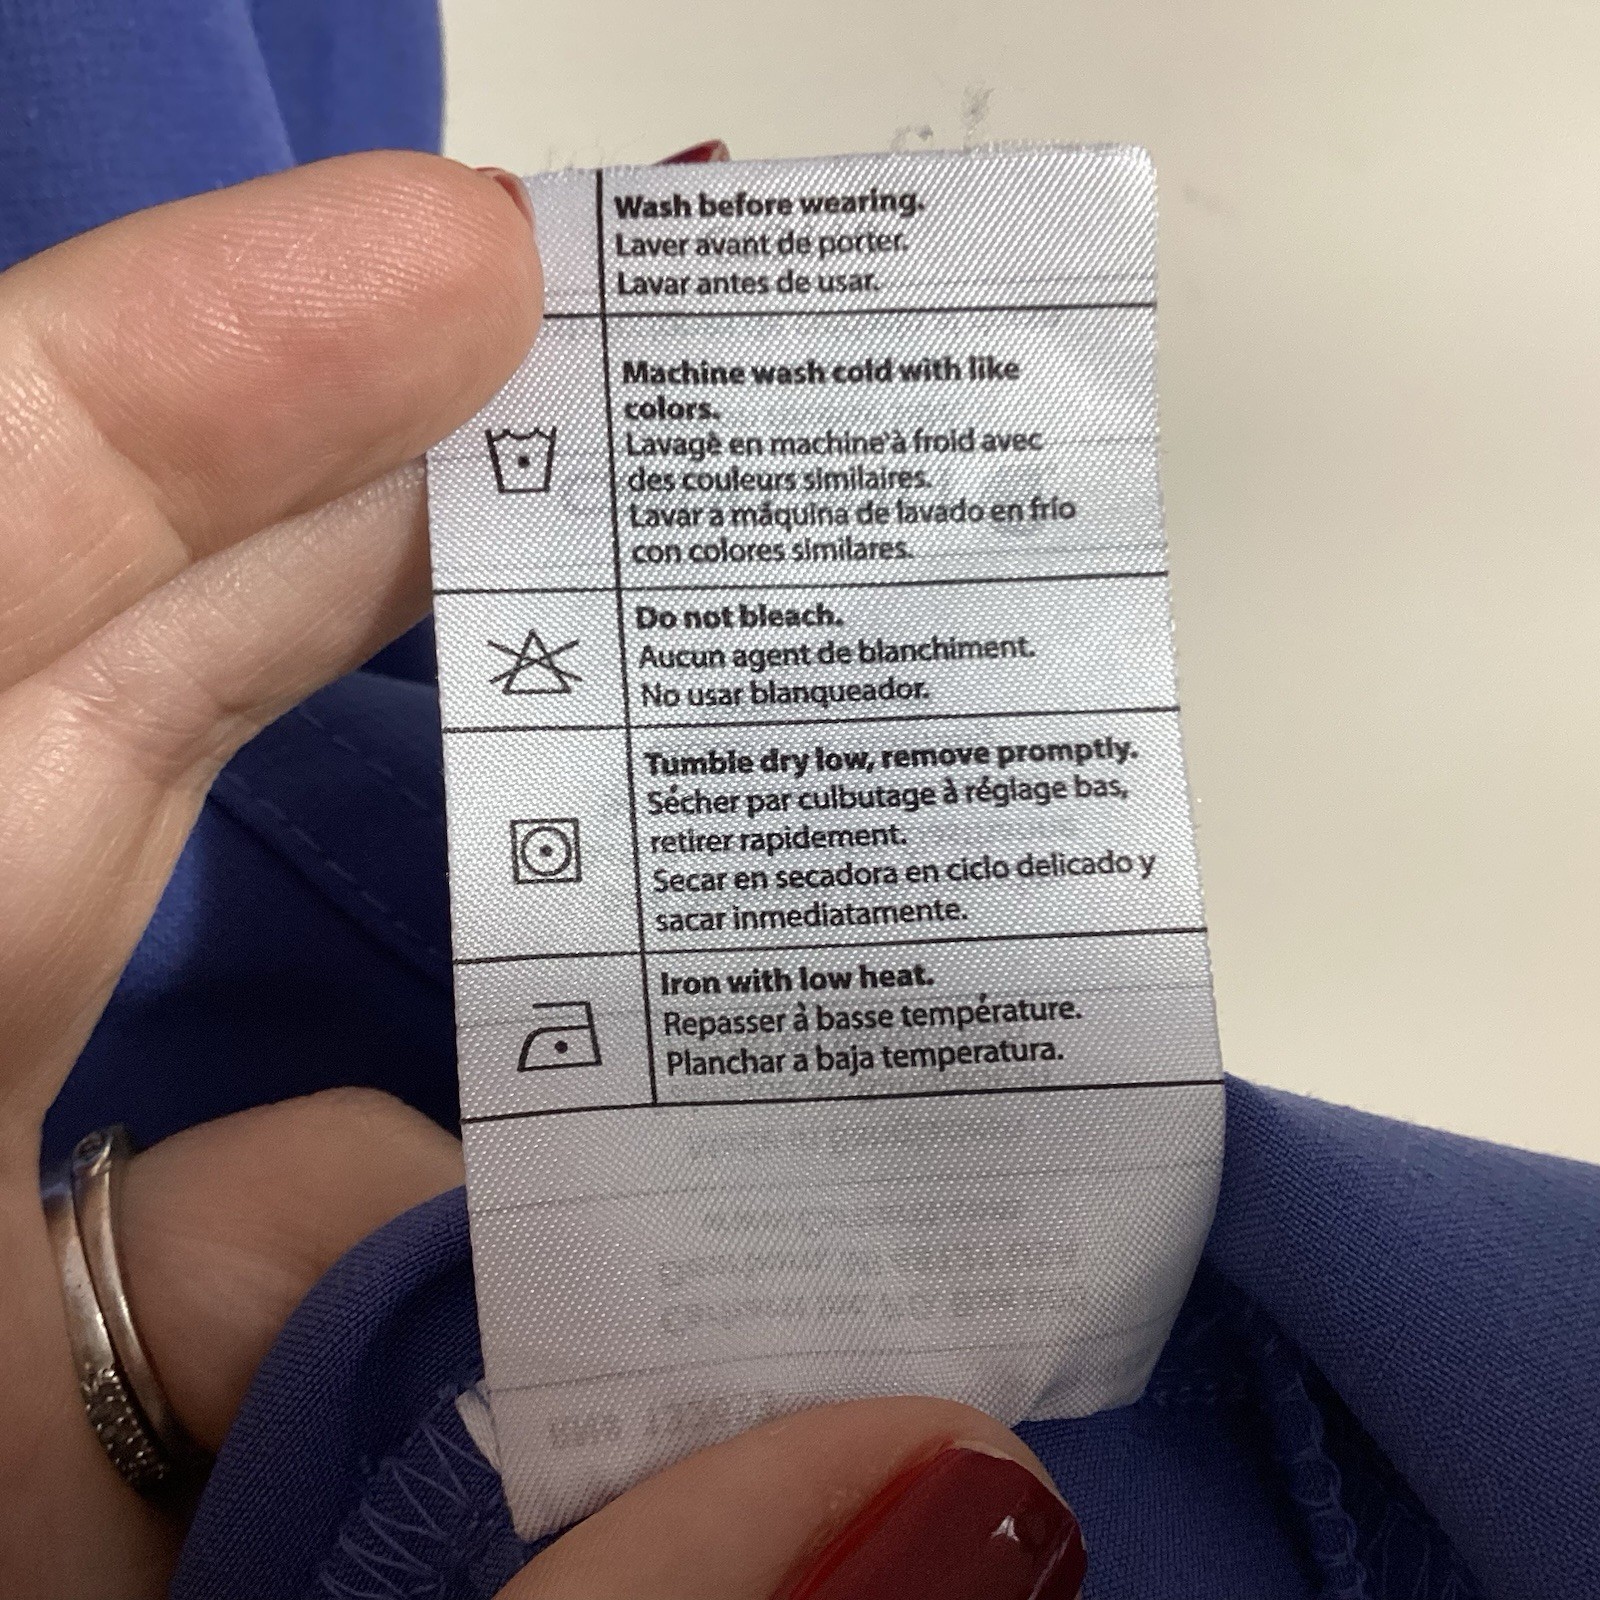 Wash before wearing.
Laver avant de porter.
Lavar antes de usar.
Machine wash cold with like
colors.
Lavage en machine à froid avec
des couleurs similaires.
Lavar a máquina de lavado en frío
con colores similares.
Do not bleach.
Aucun agent de blanchiment.
No usar blanqueador.
Tumble dry low, remove promptly.
Sécher par culbutage à réglage bas,
retirer rapidement.
Secar en secadora en ciclo delicado y
sacar inmediatamente.
Iron with low heat.
Repasser à basse température.
Planchar a baja temperatura.